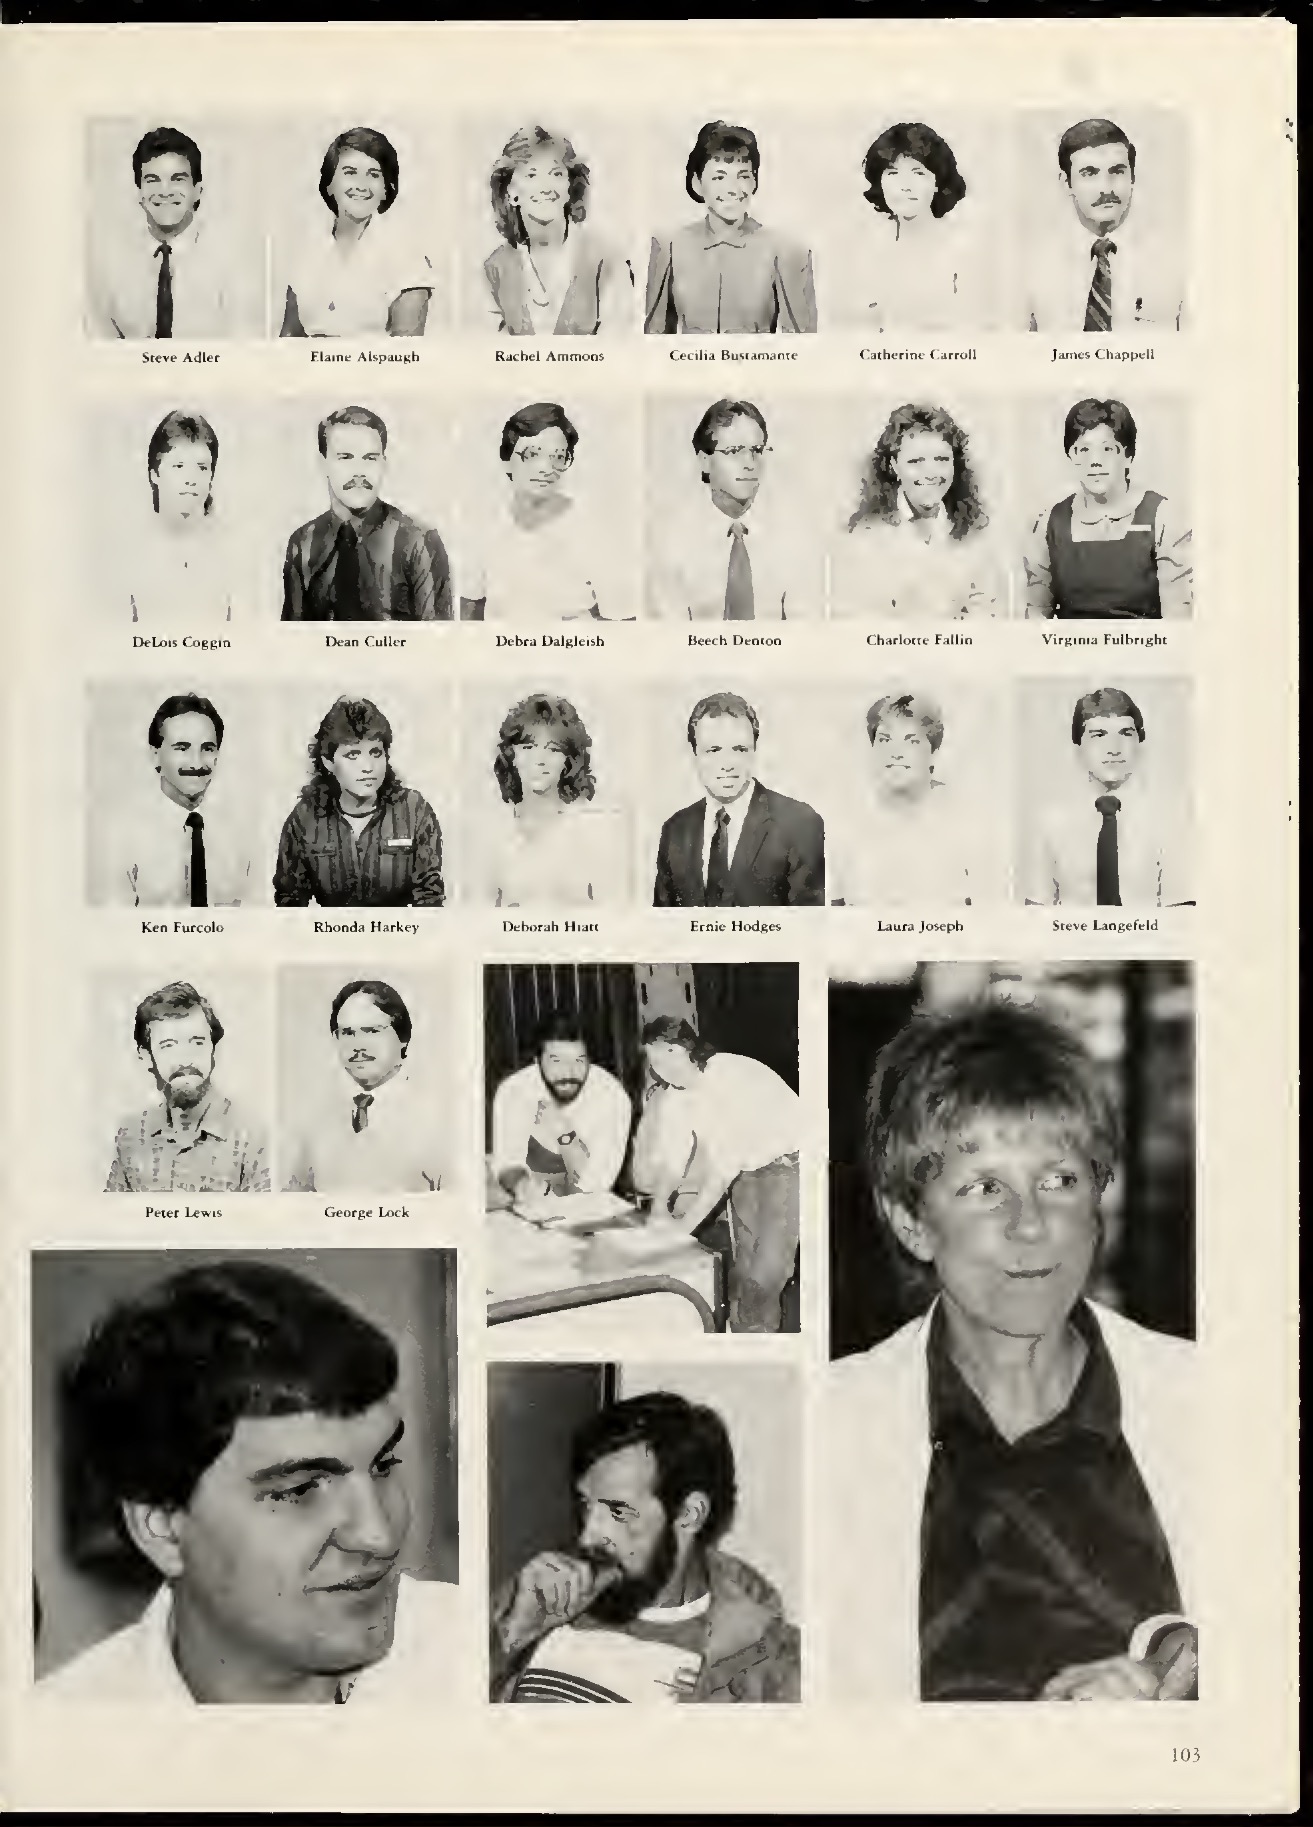 Steve Adler
Elaine Alspaugh
Rachel Ammons
Cecilia Bustamante
Catherine Carroll
James Chappell
DeLois Coggin
Dean Culler
Debra Dalgleish
Beech Denton
Charlotte Fallin
Virginia Fulbright
Ken Furcolo
Rhonda Harkey
Deborah Hiatt
Ernie Hodges
Laura Joseph
Steve Langefeld
Peter Lewis
George Lock
103